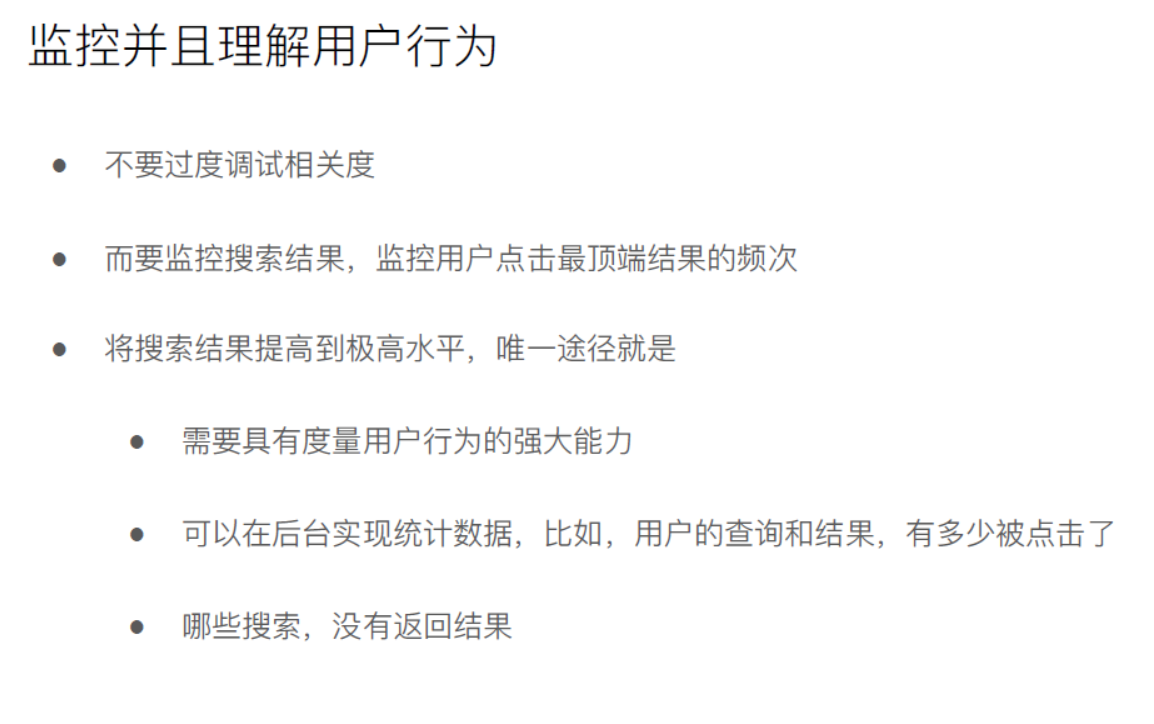 监控并且理解用户行为
● 不要过度调试相关度
● 而要监控搜索结果，监控用户点击最顶端结果的频次
● 将搜索结果提高到极高水平，唯一途径就是
● 需要具有度量用户行为的强大能力
● 可以在后台实现统计数据，比如，用户的查询和结果，有多少被点击了
● 哪些搜索，没有返回结果